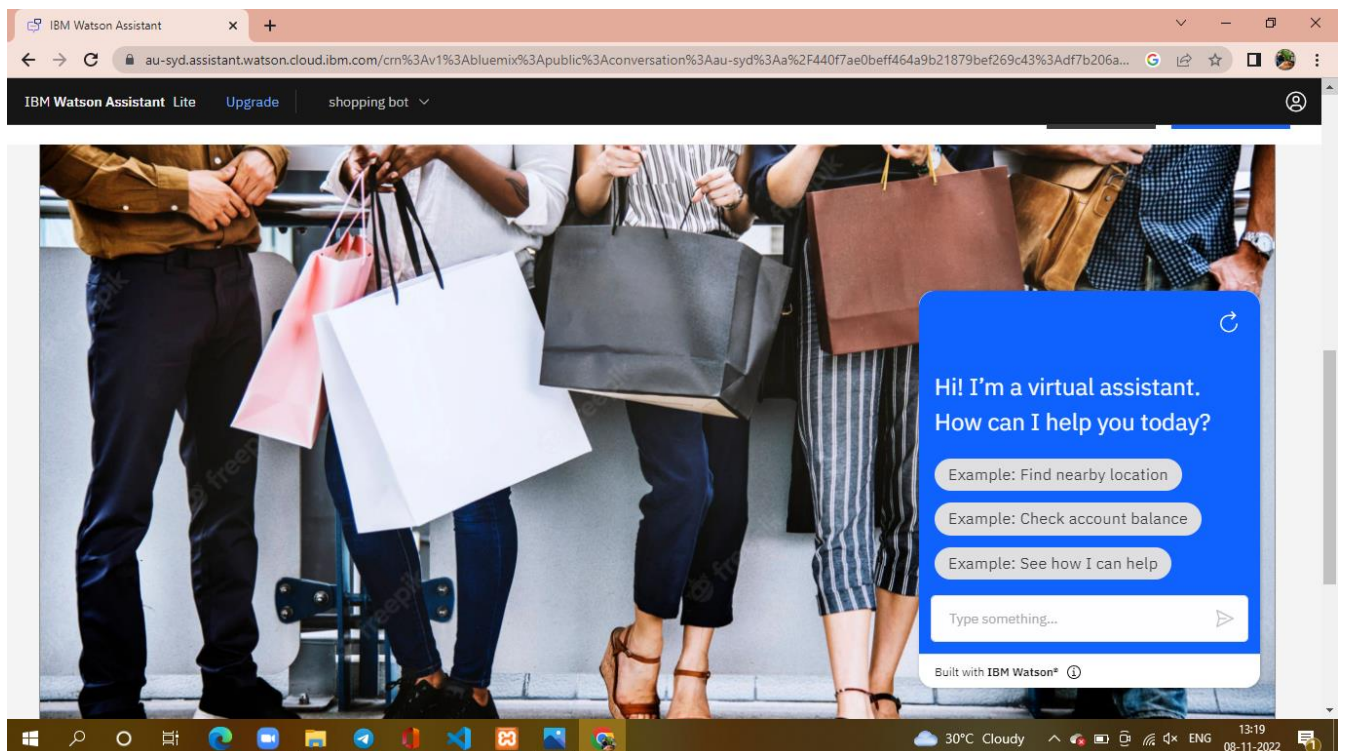 IBM Watson Assistant
au-syd.assistant.watson.cloud.ibm.com/crn%3Av1%3Abluemix%3Apublic%3Aconversation%3Aau-syd%3Aa%2F440f7ae0beff464a9b21879bef269c43%3Adf7b206a...
IBM Watson Assistant Lite Upgrade shopping bot
Hi! I'm a virtual assistant.
How can I help you today?
Example: Find nearby location
Example: Check account balance
Example: See how I can help
Type something...
Built with IBM Watson®
freepik
freepik
freepik
30°C Cloudy ENG 13:19
08-11-2022